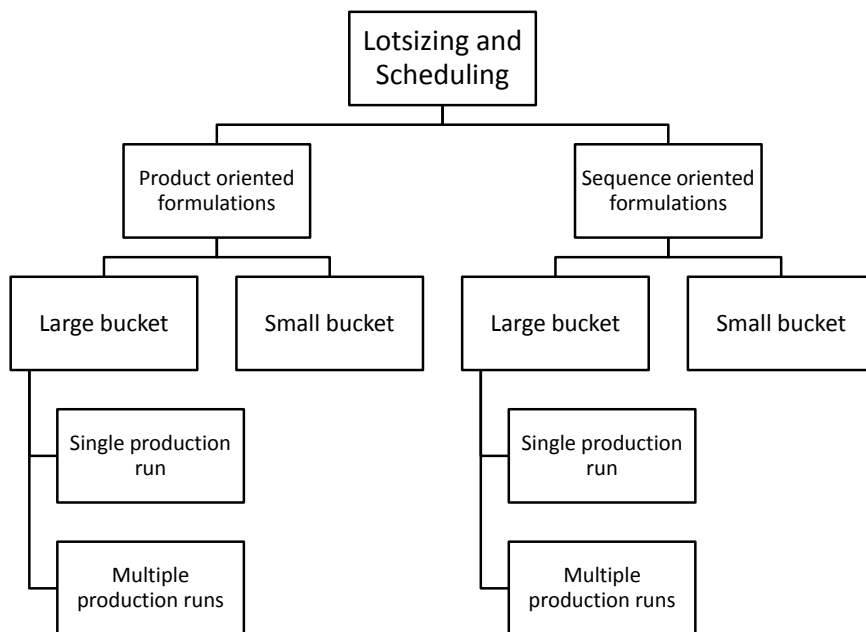 Lotsizing and
Scheduling
Product oriented
formulations
Sequence oriented
formulations
Large bucket
Small bucket
Large bucket
Small bucket
Single production
run
Single production
run
Multiple
production runs
Multiple
production runs